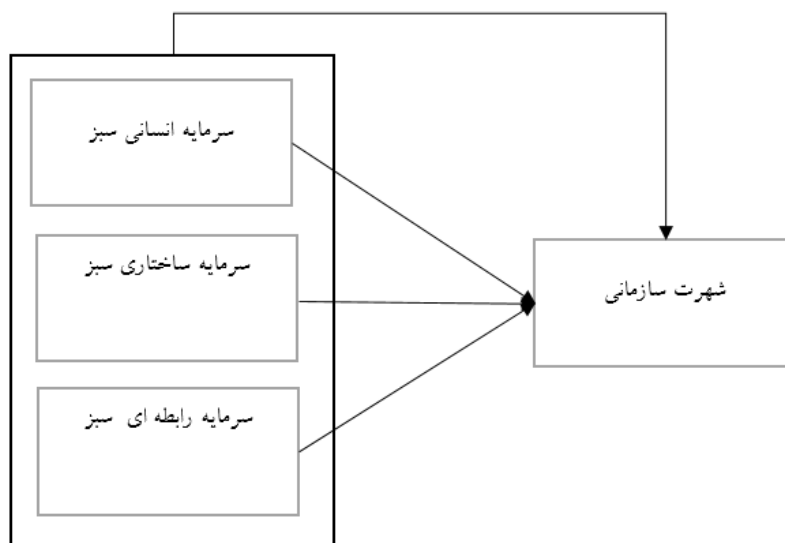 سرمایه انسانی سبز
سرمایه ساختاری سبز
شهرت سازمانی
سرمایه رابطه ای سبز